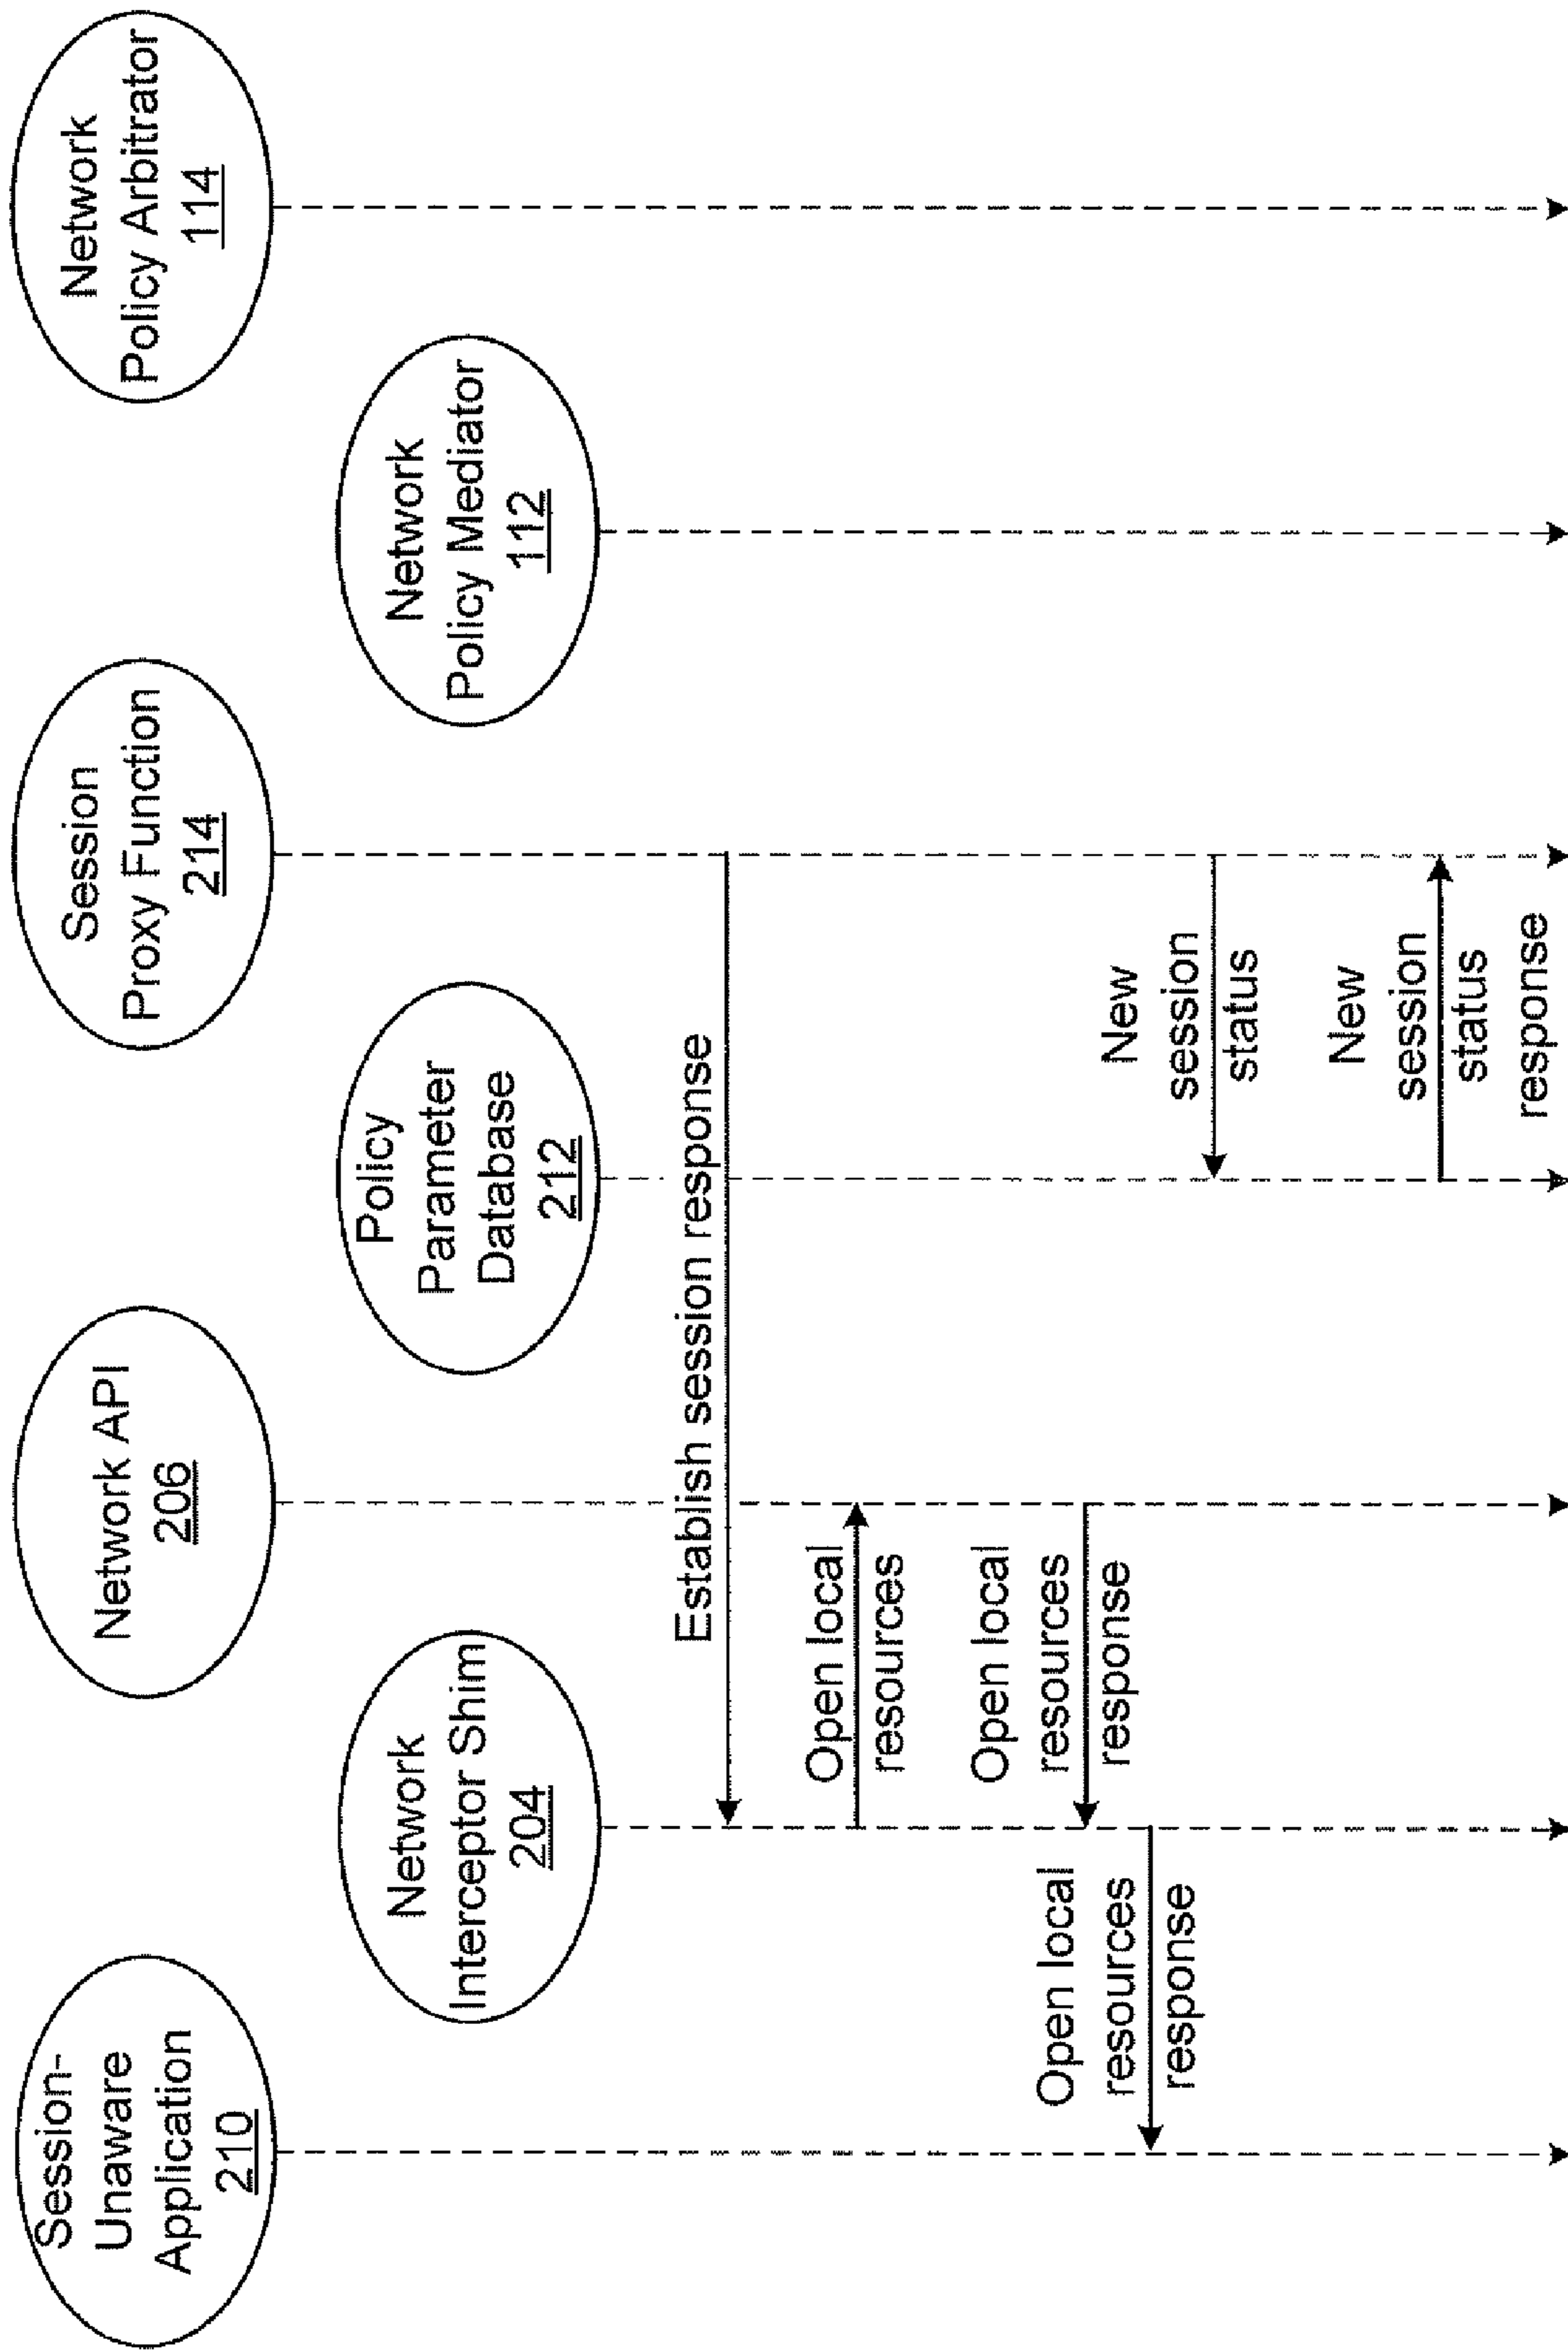 Session-
Unaware
Application
210
Network
Interceptor Shim
204
Network API
206
Policy
Parameter
Database
212
Session
Proxy Function
214
Network
Policy Mediator
112
Network
Policy Arbitrator
114
Establish session response
Open local
resources
Open local
resources
response
Open local
resources
response
New
session
status
New
session
status
response